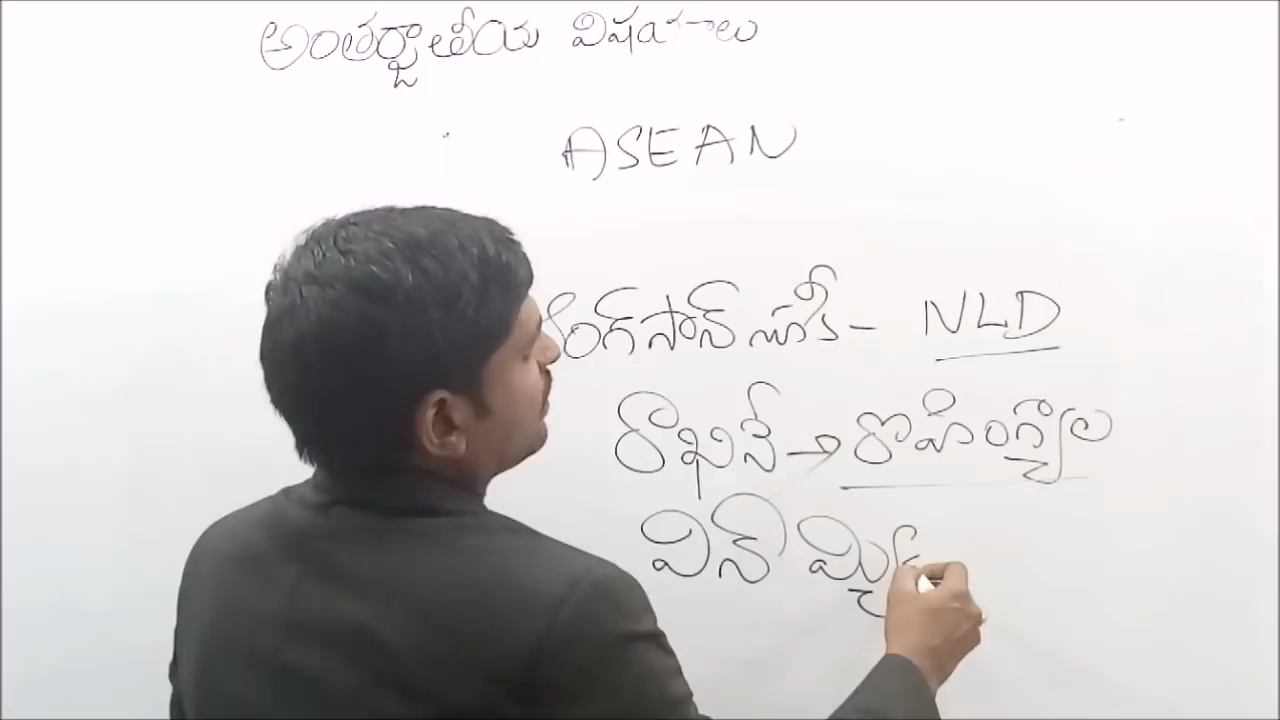 అంతర్జాతీయ విషయాలు
ASEAN
సాన్ సూకీ - NLD
రాఖినే → రొహింగ్యాల
విన్